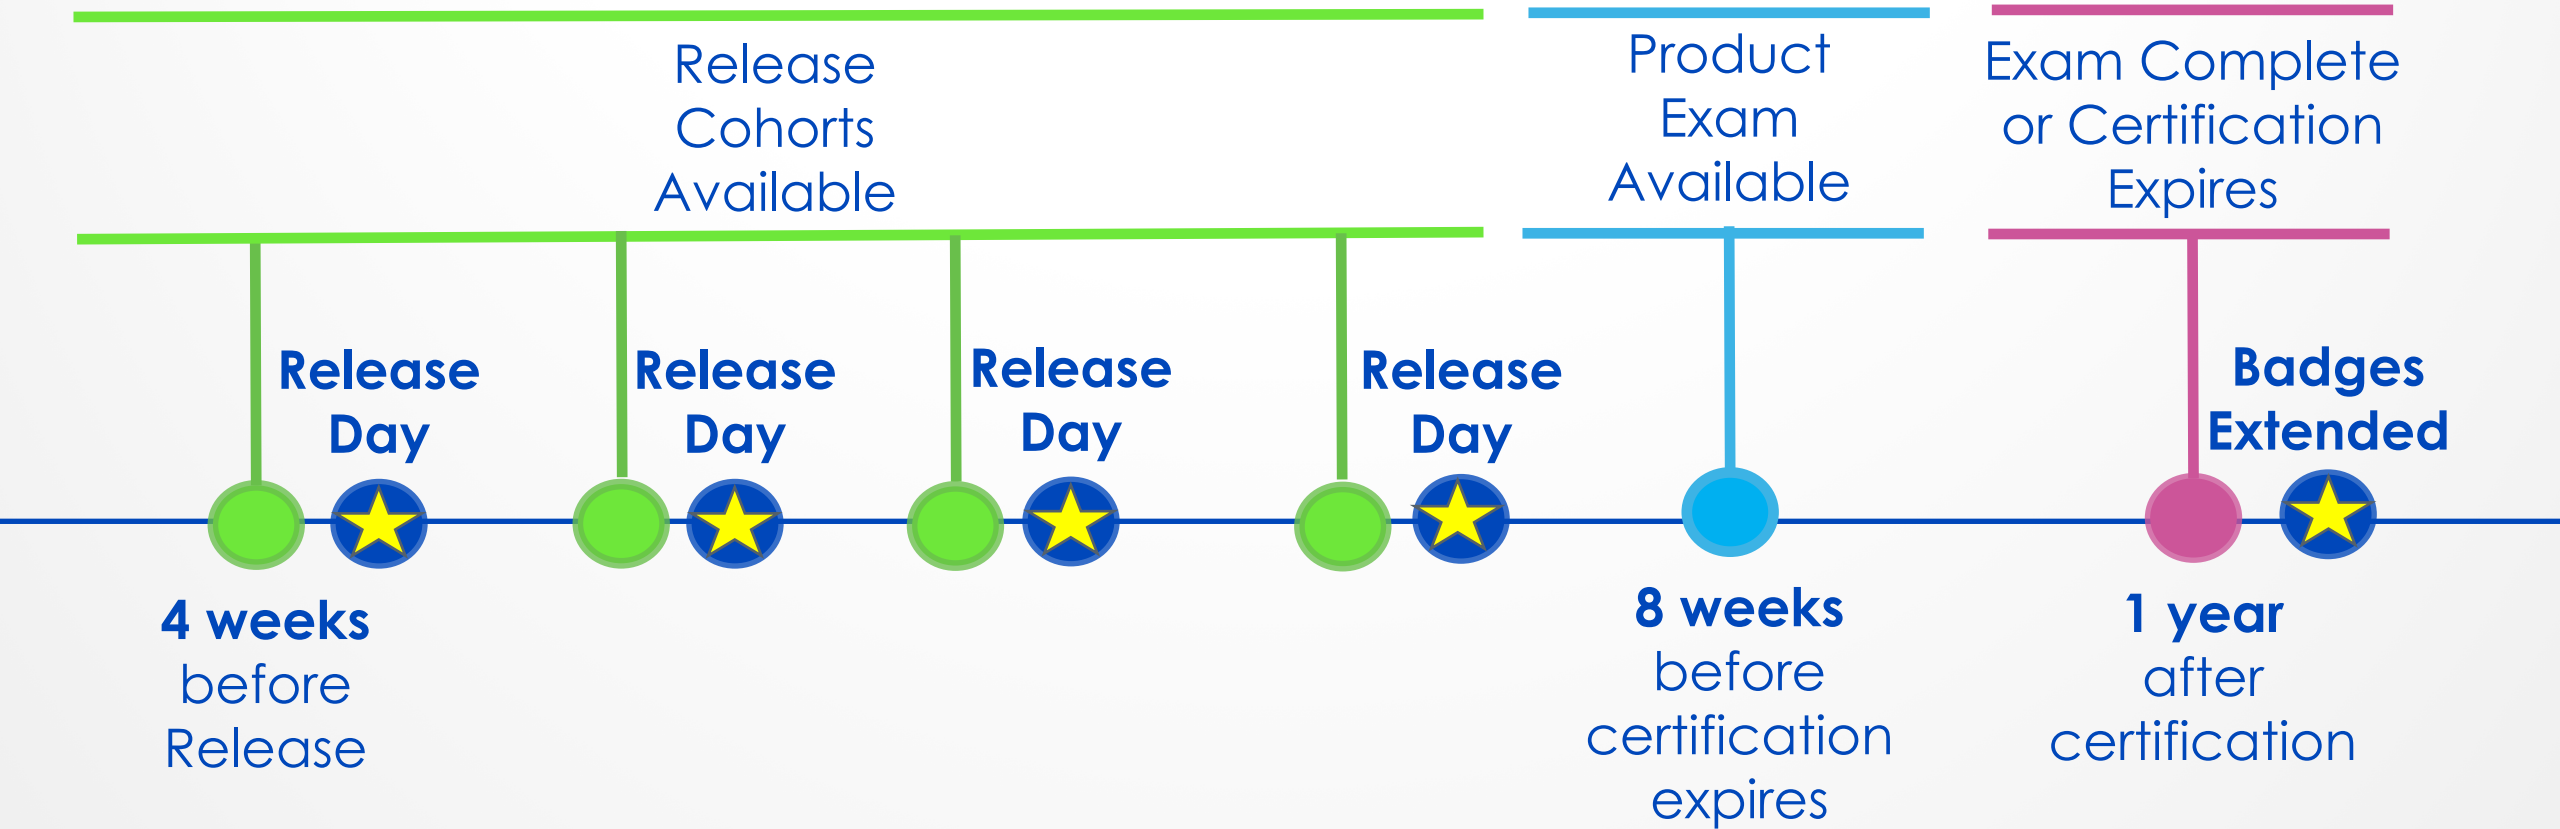 Release
Cohorts
Available
Product
Exam
Available
Exam Complete
or Certification
Expires
Release
Day
Release
Day
Release
Day
Release
Day
Badges
Extended
4 weeks
before
Release
8 weeks
before
certification
expires
1 year
after
certification